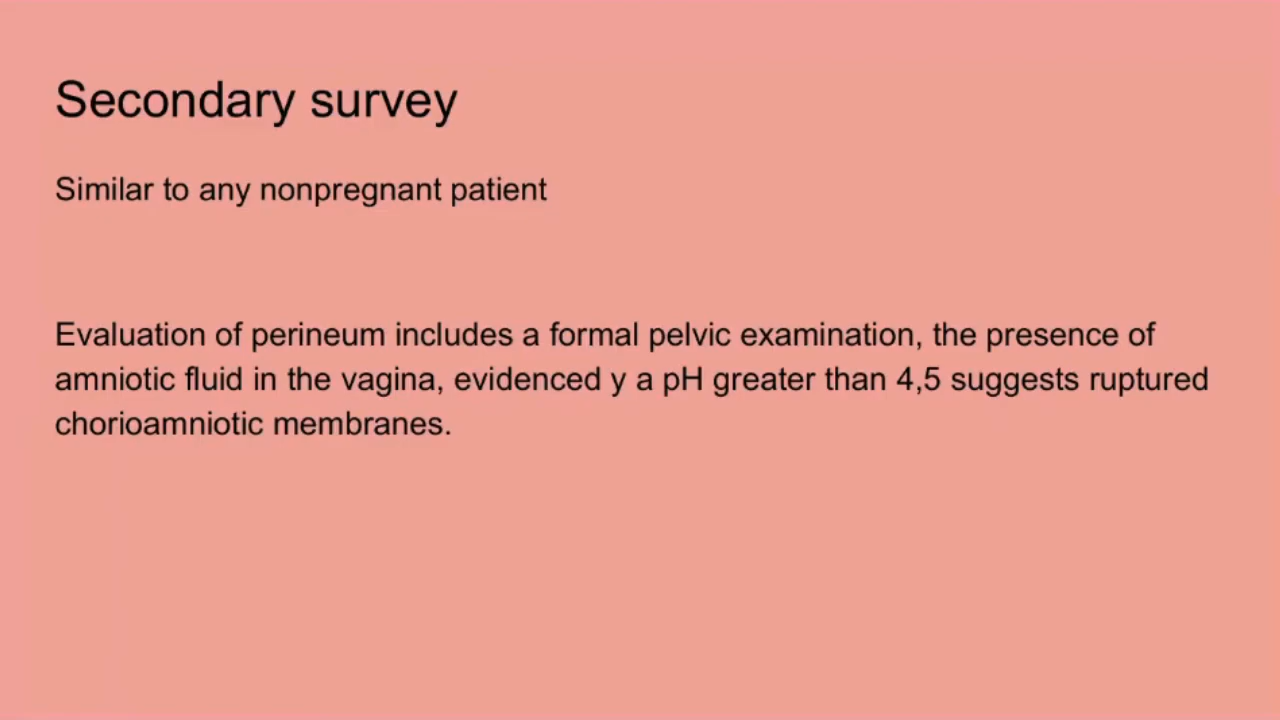 Secondary survey
Similar to any nonpregnant patient
Evaluation of perineum includes a formal pelvic examination, the presence of
amniotic fluid in the vagina, evidenced y a pH greater than 4,5 suggests ruptured
chorioamniotic membranes.